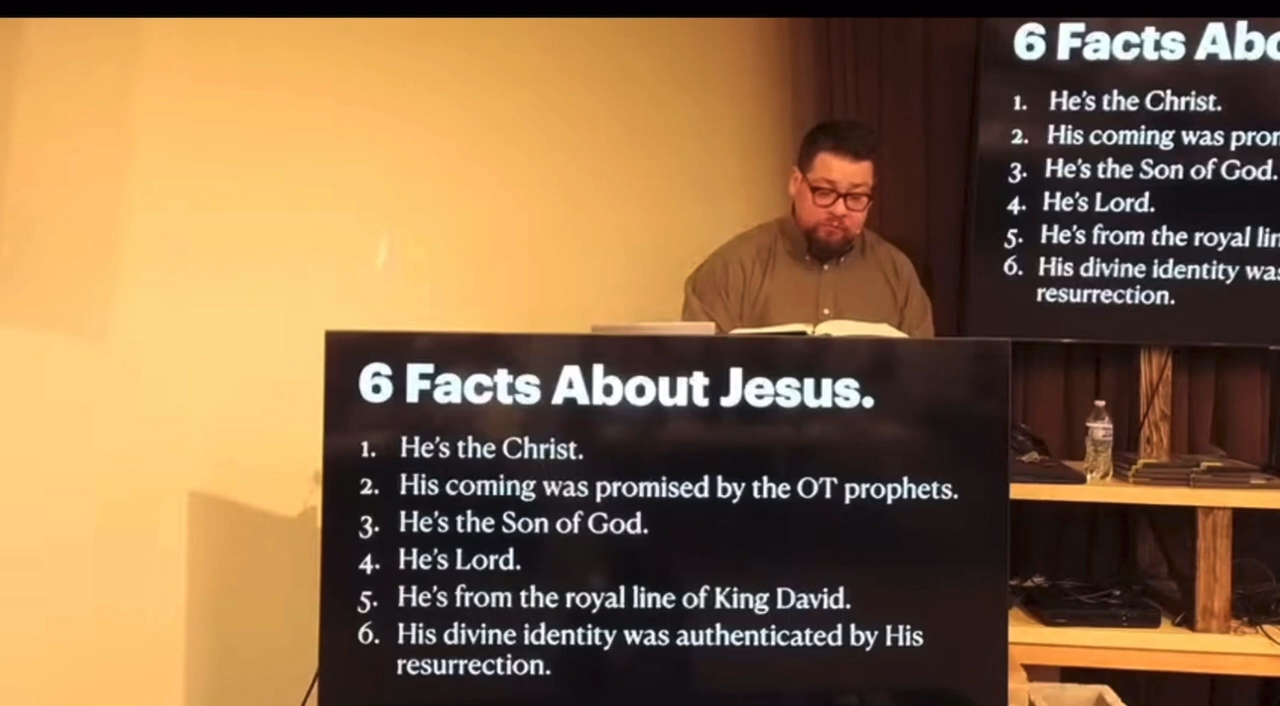 6 Facts About Jesus.
1. He's the Christ.
2. His coming was promised by the OT prophets.
3. He's the Son of God.
4. He's Lord.
5. He's from the royal line of King David.
6. His divine identity was authenticated by His
resurrection.
6 Facts Abo
1. He's the Christ.
2. His coming was pro
3. He's the Son of God.
4. He's Lord.
5. He's from the royal lin
6. His divine identity was
resurrection.